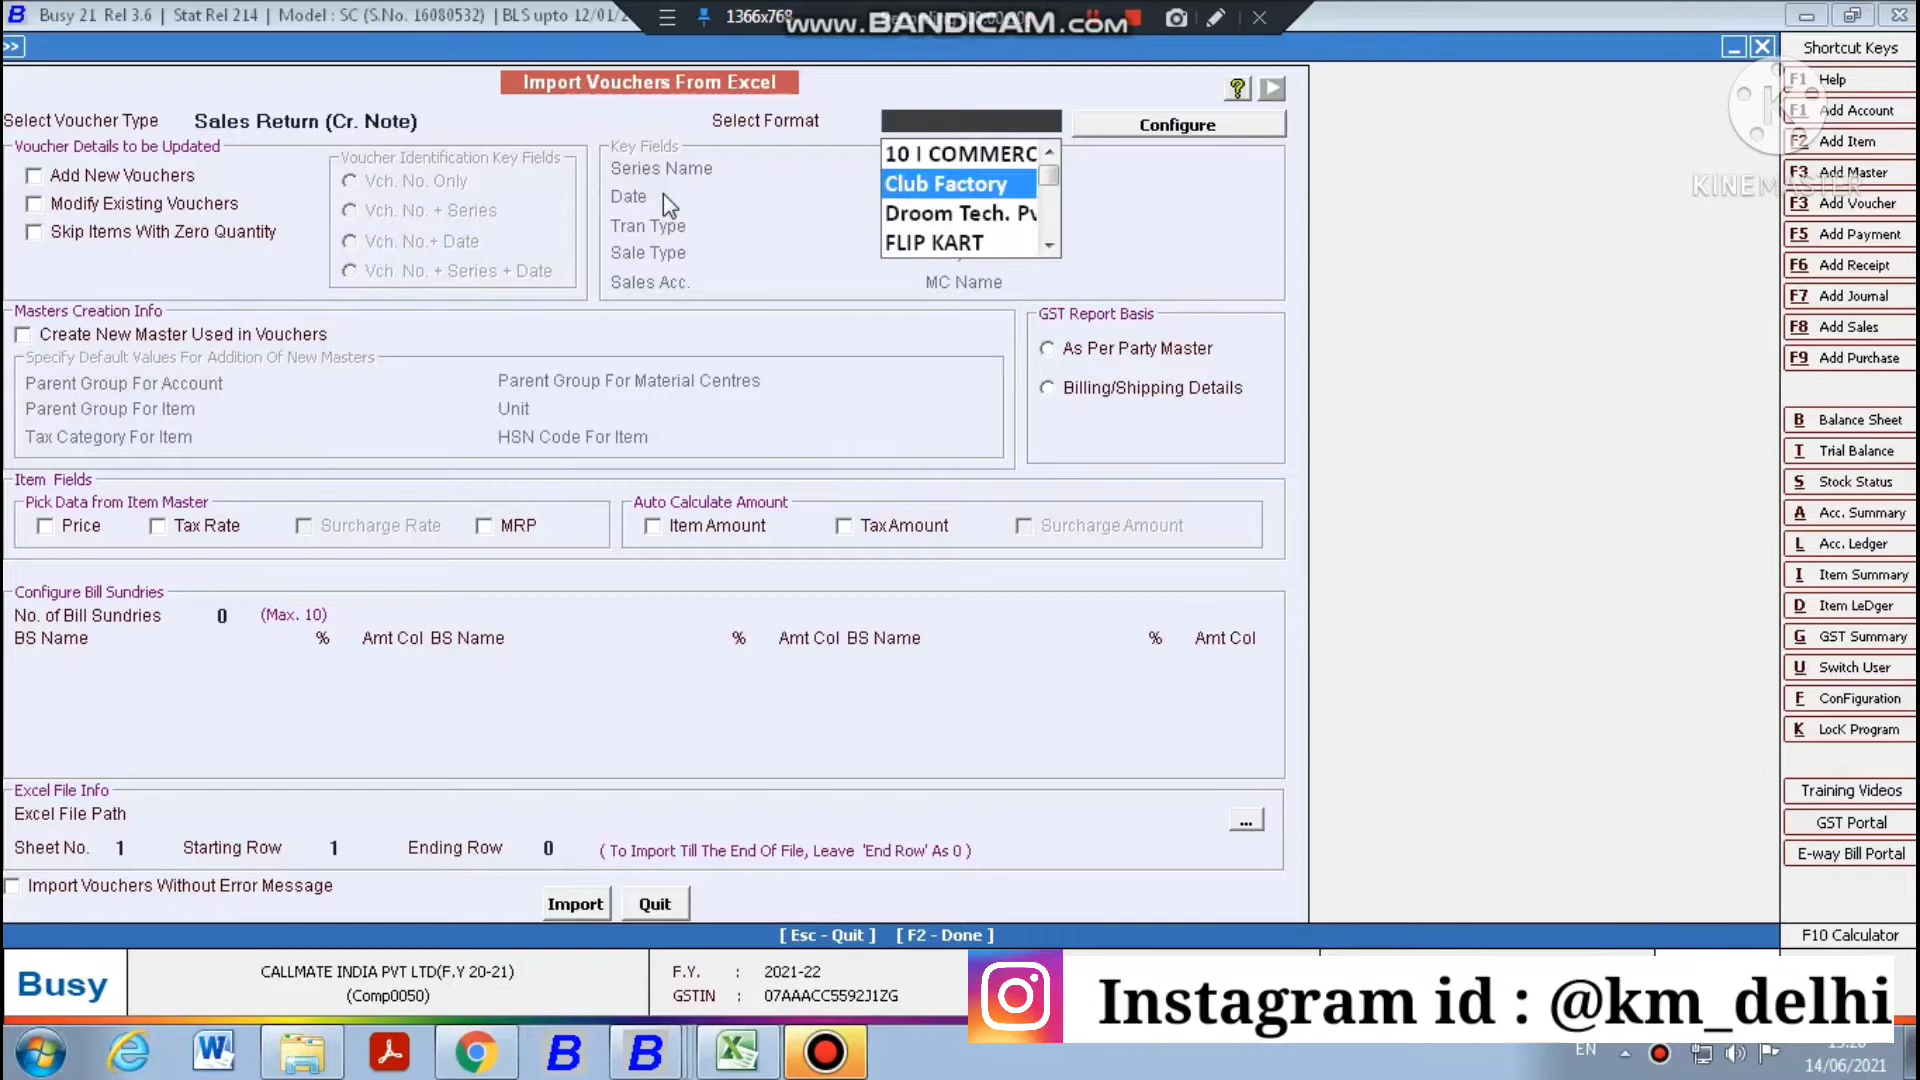 Busy 21 Rel 3.6 | Stat Rel 214 | Model : SC (S.No. 16080532) | BLS upto 12/01/2
1366x768
www.BANDICAM.com
>>
Shortcut Keys
Import Vouchers From Excel
?
F1 Help
Select Voucher Type Sales Return (Cr. Note)
Select Format
Configure
F1 Add Account
Voucher Details to be Updated
Add New Vouchers
Modify Existing Vouchers
Skip Items With Zero Quantity
Voucher Identification Key Fields
Vch. No. Only
Vch. No. + Series
Vch. No.+ Date
Vch. No. + Series + Date
Key Fields
Series Name
Date
Tran Type
Sale Type
Sales Acc.
MC Name
10 I COMMERC
Club Factory
Droom Tech. Pv
FLIP KART
F2 Add Item
F3 Add Master
KINEMASTER
F3 Add Voucher
F5 Add Payment
F6 Add Receipt
F7 Add Journal
F8 Add Sales
F9 Add Purchase
Masters Creation Info
Create New Master Used in Vouchers
Specify Default Values For Addition Of New Masters
Parent Group For Account
Parent Group For Item
Tax Category For Item
Parent Group For Material Centres
Unit
HSN Code For Item
GST Report Basis
As Per Party Master
Billing/Shipping Details
B Balance Sheet
T Trial Balance
S Stock Status
A Acc. Summary
L Acc. Ledger
I Item Summary
D Item LeDger
G GST Summary
U Switch User
F ConFiguration
K LocK Program
Item Fields
Pick Data from Item Master
Price
Tax Rate
Surcharge Rate
MRP
Auto Calculate Amount
Item Amount
Tax Amount
Surcharge Amount
Configure Bill Sundries
No. of Bill Sundries 0 (Max. 10)
BS Name % Amt Col BS Name % Amt Col BS Name % Amt Col
Excel File Info
Excel File Path
...
Sheet No. 1 Starting Row 1 Ending Row 0 ( To Import Till The End Of File, Leave 'End Row' As 0 )
Import Vouchers Without Error Message
Import
Quit
Training Videos
GST Portal
E-way Bill Portal
[ Esc - Quit ] [ F2 - Done ]
F10 Calculator
Busy
CALLMATE INDIA PVT LTD(F.Y 20-21)
(Comp0050)
F.Y. : 2021-22
GSTIN : 07AAACC5592J1ZG
Instagram id : @km_delhi
EN
14/06/2021